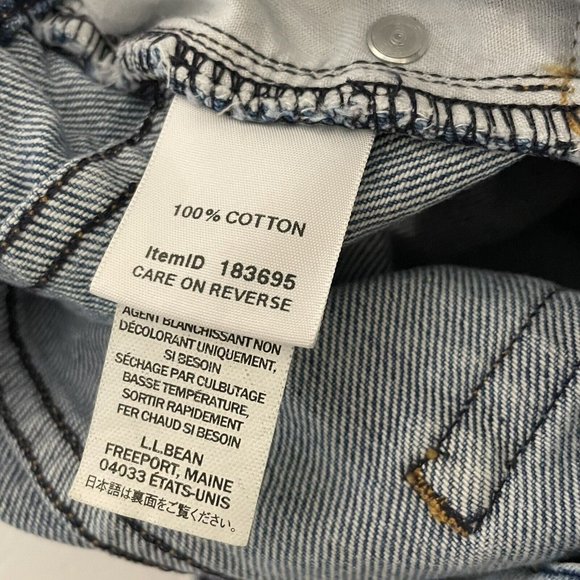 100% COTTON
ItemID 183695
CARE ON REVERSE
AGENT BLANCHISSANT NON
DÉCOLORANT UNIQUEMENT,
SI BESOIN
SÉCHAGE PAR CULBUTAGE
BASSE TEMPÉRATURE,
SORTIR RAPIDEMENT
FER CHAUD SI BESOIN
L.L.BEAN
FREEPORT, MAINE
04033 ÉTATS-UNIS
日本語は裏面をご覧ください。